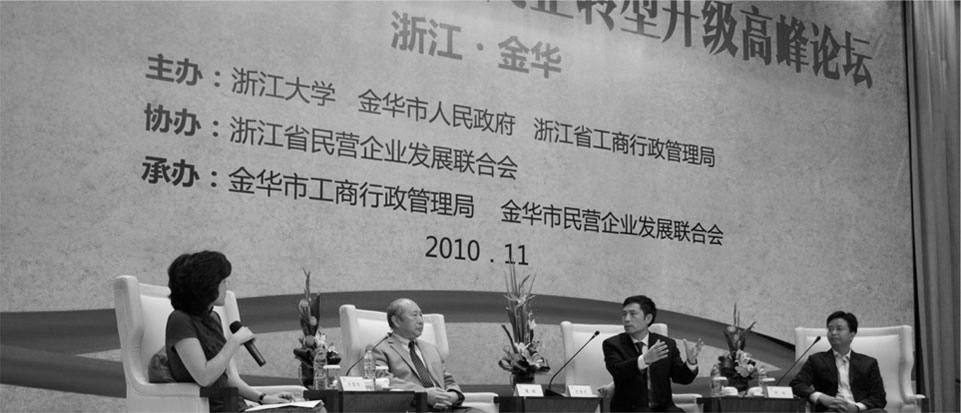 转型升级高峰论坛
浙江·金华
主办：浙江大学 金华市人民政府 浙江省工商行政管理局
协办：浙江省民营企业发展联合会
承办：金华市工商行政管理局 金华市民营企业发展联合会
2010 . 11